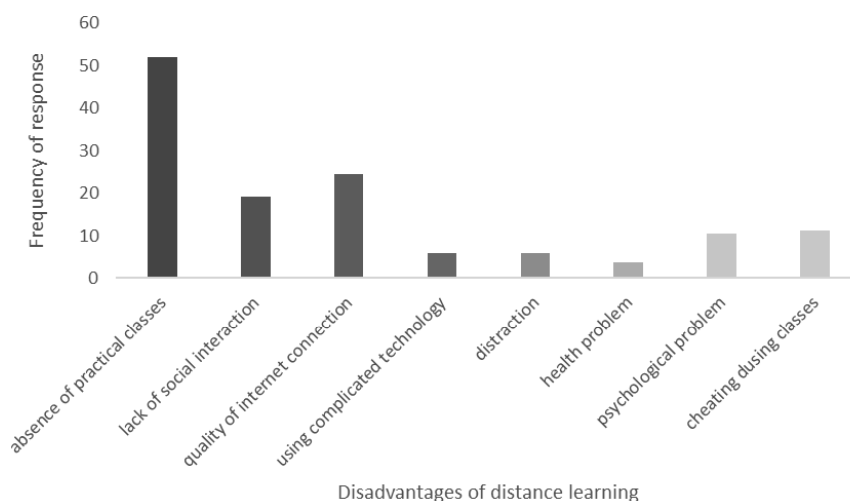 60
50
40
30
20
10
0
Frequency of response
absence of practical classes
lack of social interaction
quality of internet connection
using complicated technology
distraction
health problem
psychological problem
cheating dusing classes
Disadvantages of distance learning